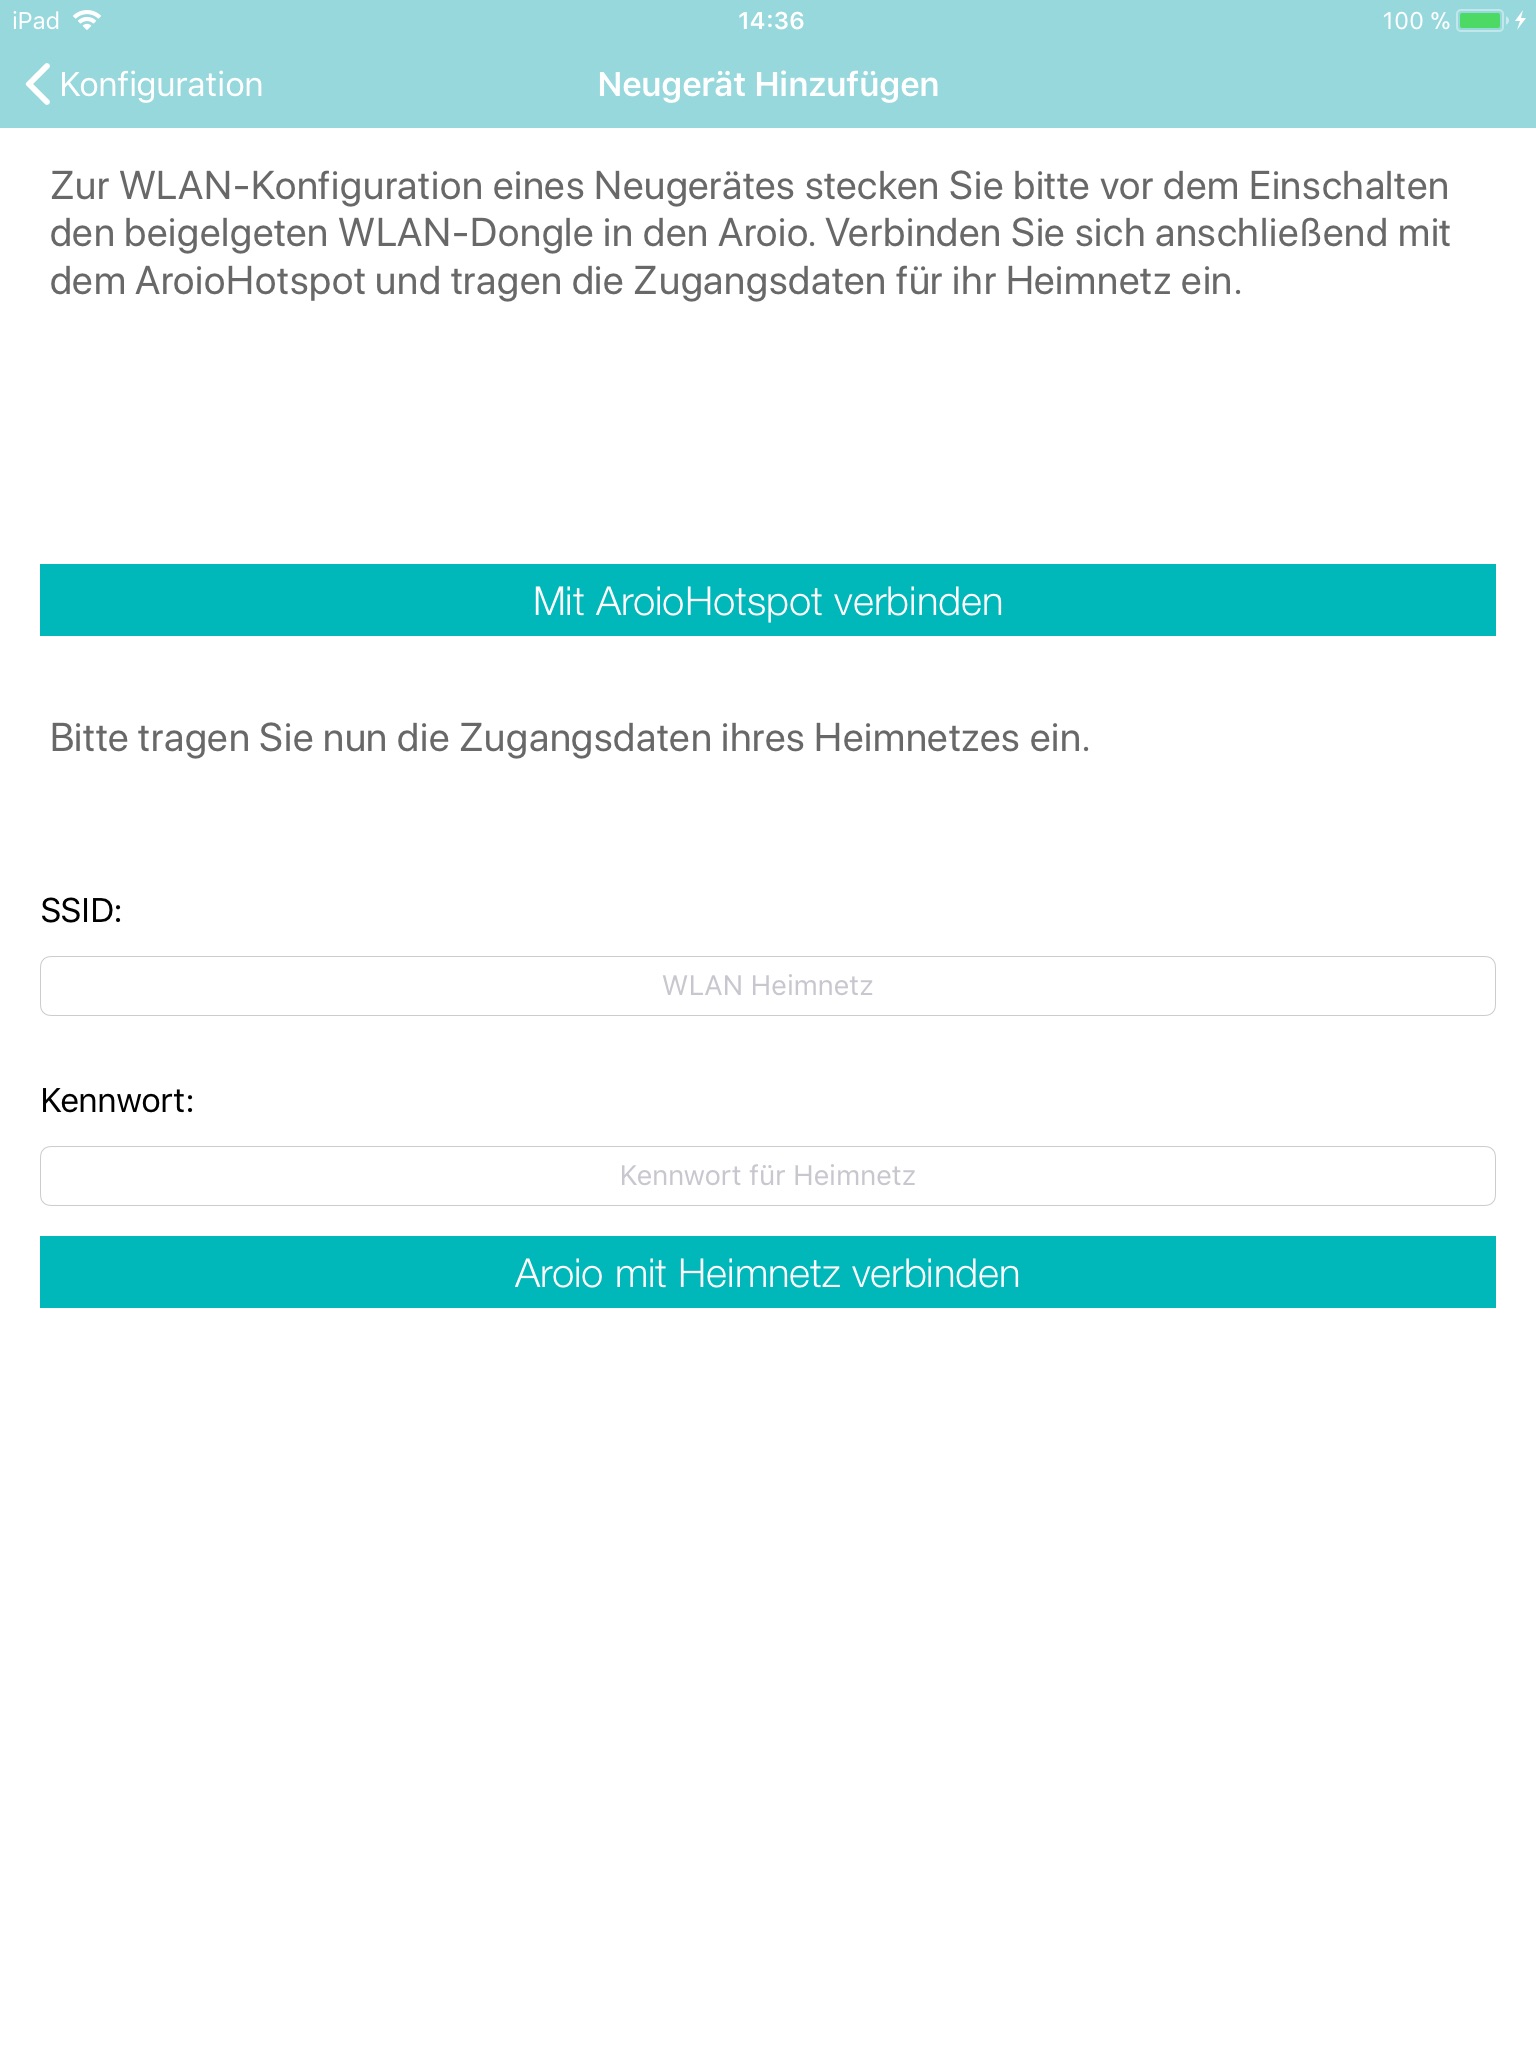 iPad 14:36 100 %
Konfiguration Neugerät Hinzufügen
Zur WLAN-Konfiguration eines Neugerätes stecken Sie bitte vor dem Einschalten
den beigelgeten WLAN-Dongle in den Aroio. Verbinden Sie sich anschließend mit
dem AroioHotspot und tragen die Zugangsdaten für ihr Heimnetz ein.
Mit AroioHotspot verbinden
Bitte tragen Sie nun die Zugangsdaten ihres Heimnetzes ein.
SSID:
WLAN Heimnetz
Kennwort:
Kennwort für Heimnetz
Aroio mit Heimnetz verbinden